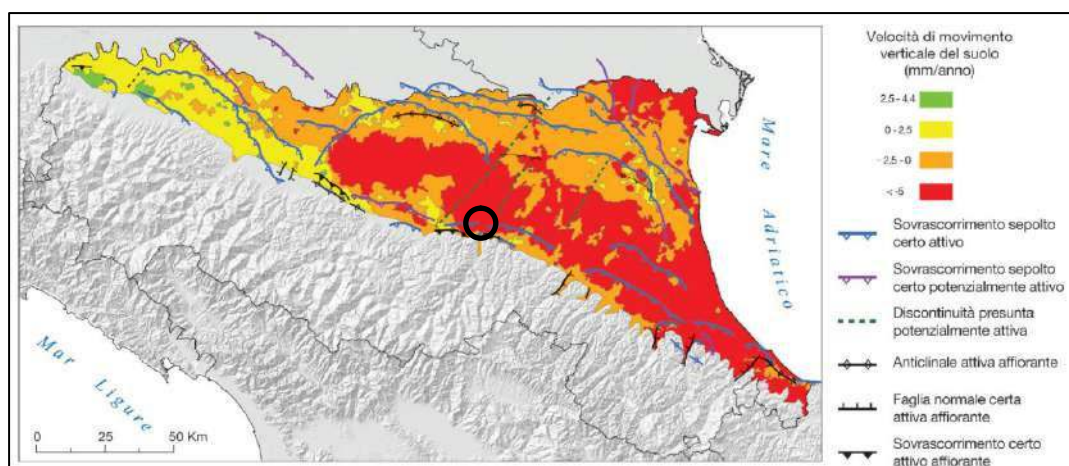 Velocità di movimento
verticale del suolo
(mm/anno)
2.5 - 4.4
0 - 2.5
-2.5 - 0
< -5
Sovrascorrimento sepolto
certo attivo
Sovrascorrimento sepolto
certo potenzialmente attivo
Discontinuità presunta
potenzialmente attiva
Anticlinale attiva affiorante
Faglia normale certa
attiva affiorante
Sovrascorrimento certo
attivo affiorante
Mare
Adriatico
Mar Ligure
0 25 50 Km